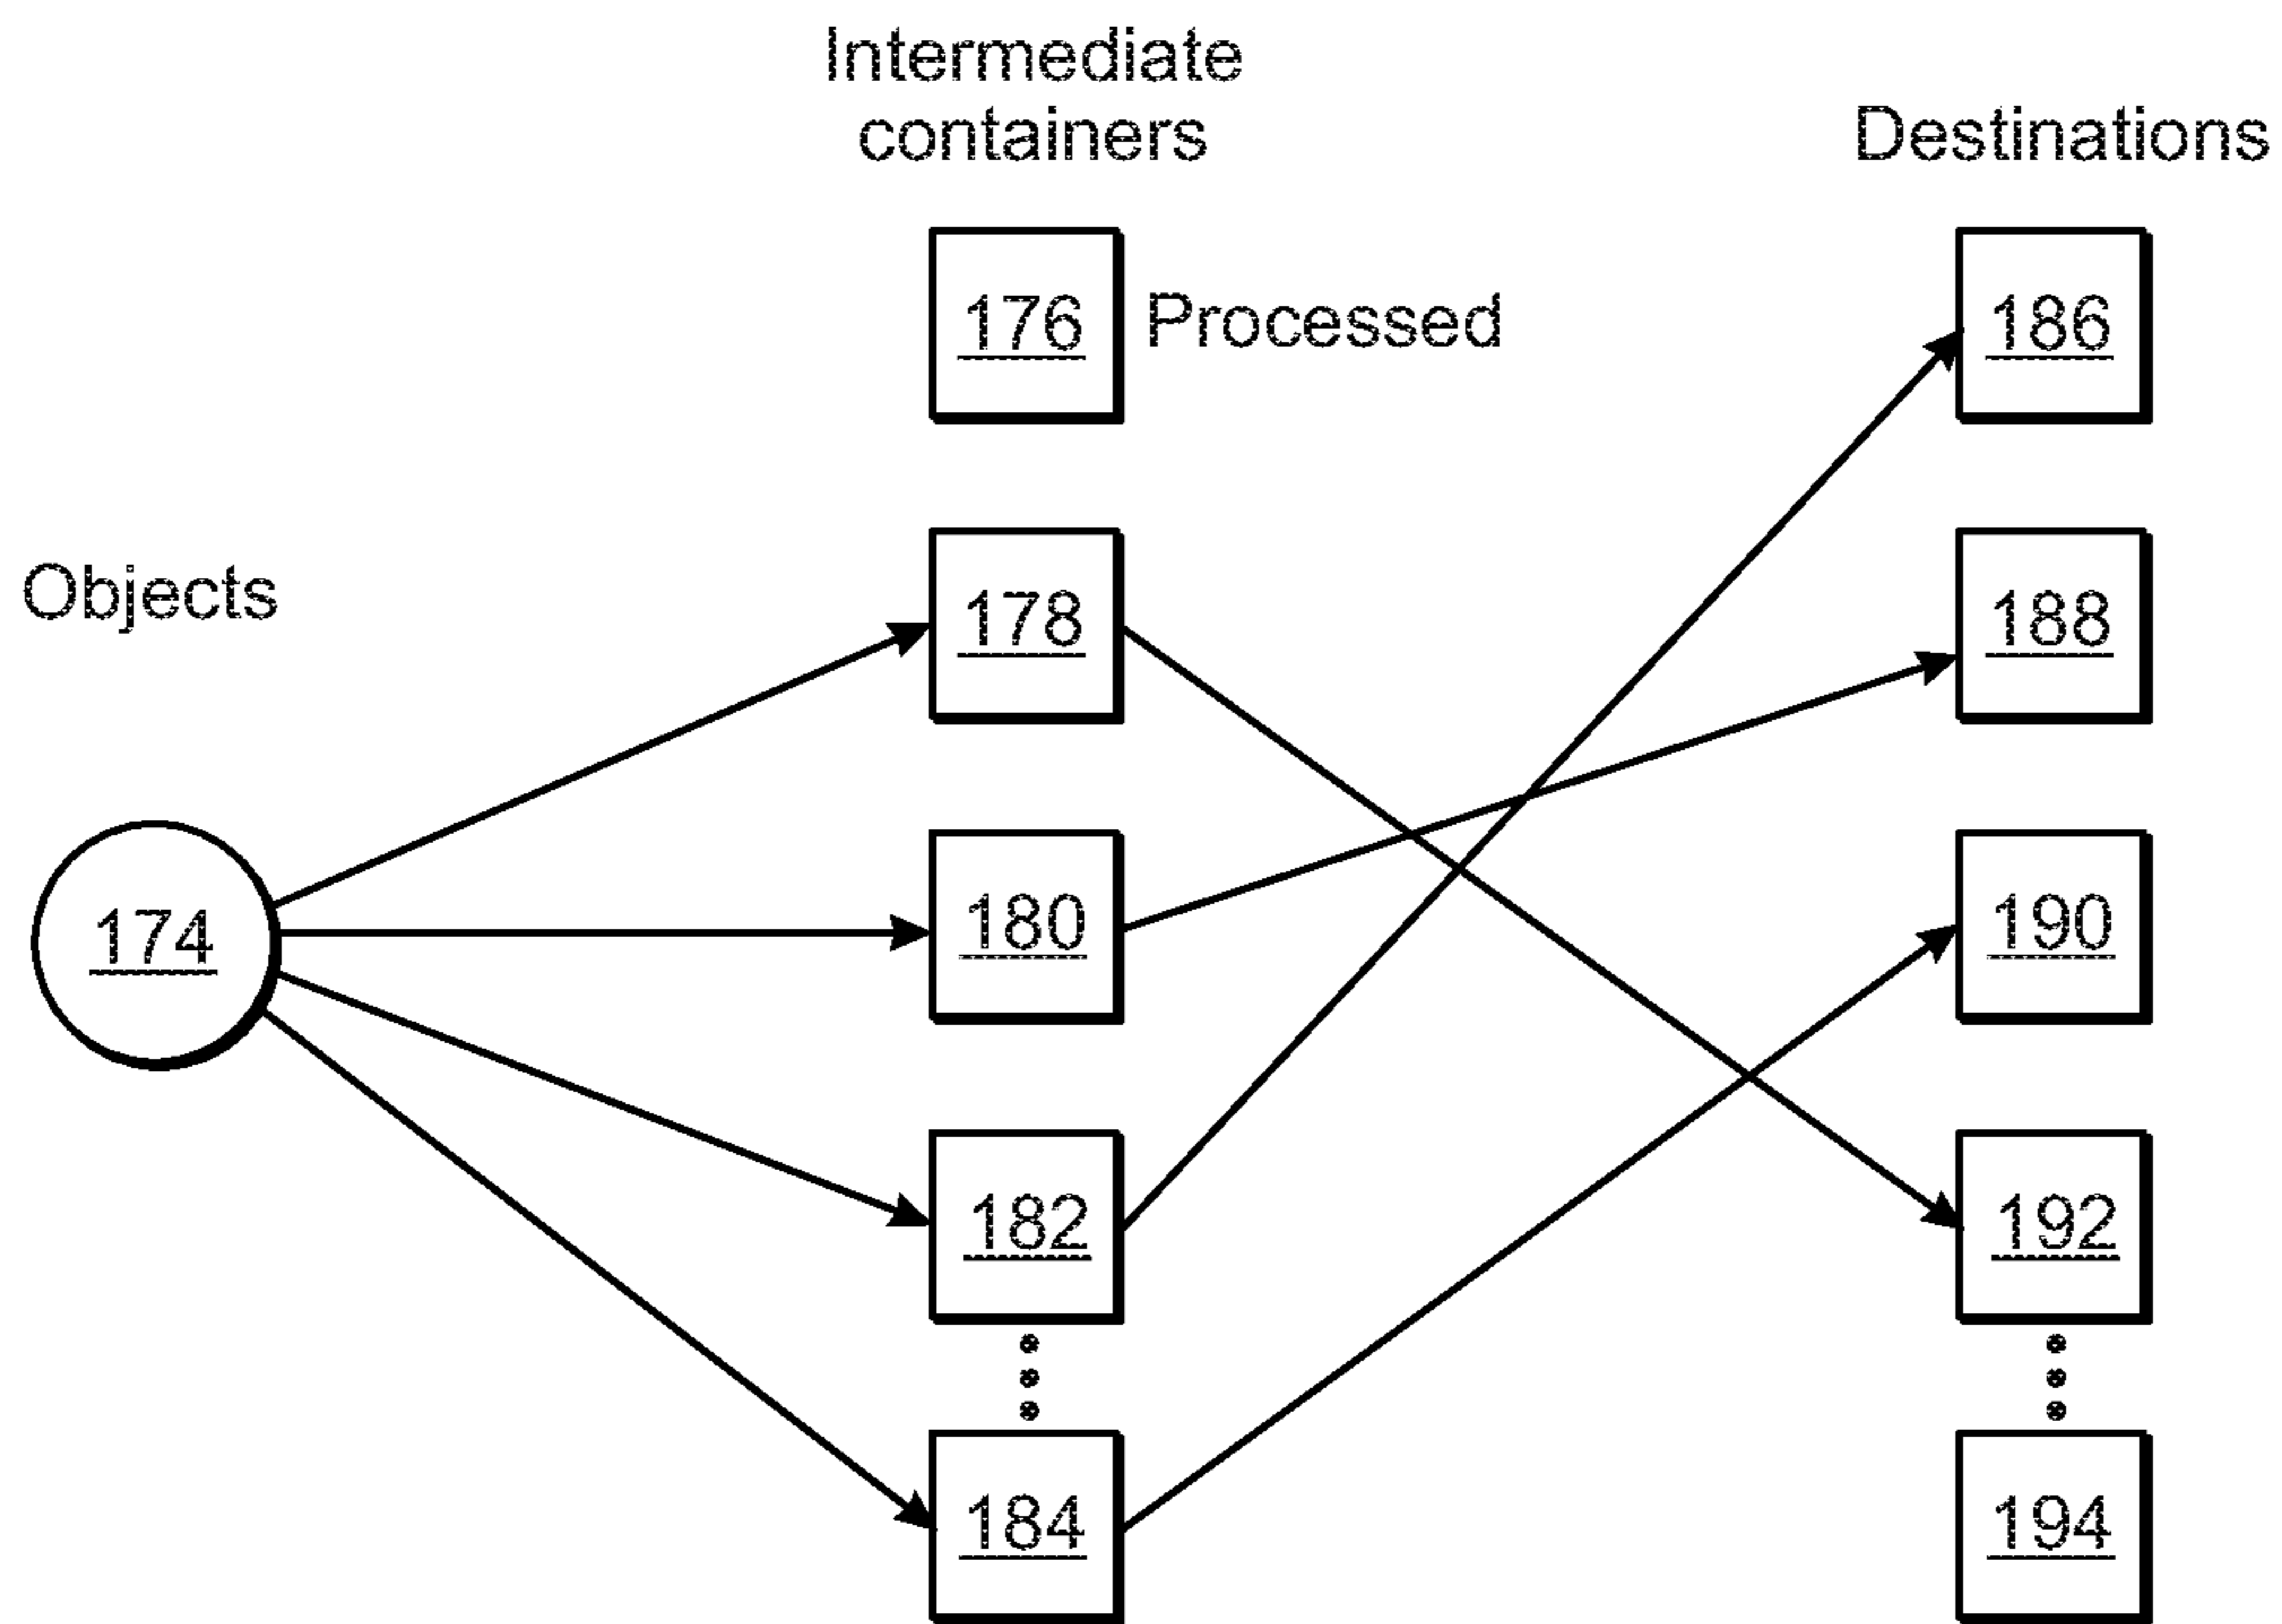 Intermediate
containers
Destinations
176 Processed
186
Objects
178
188
174
180
190
182
192
184
194